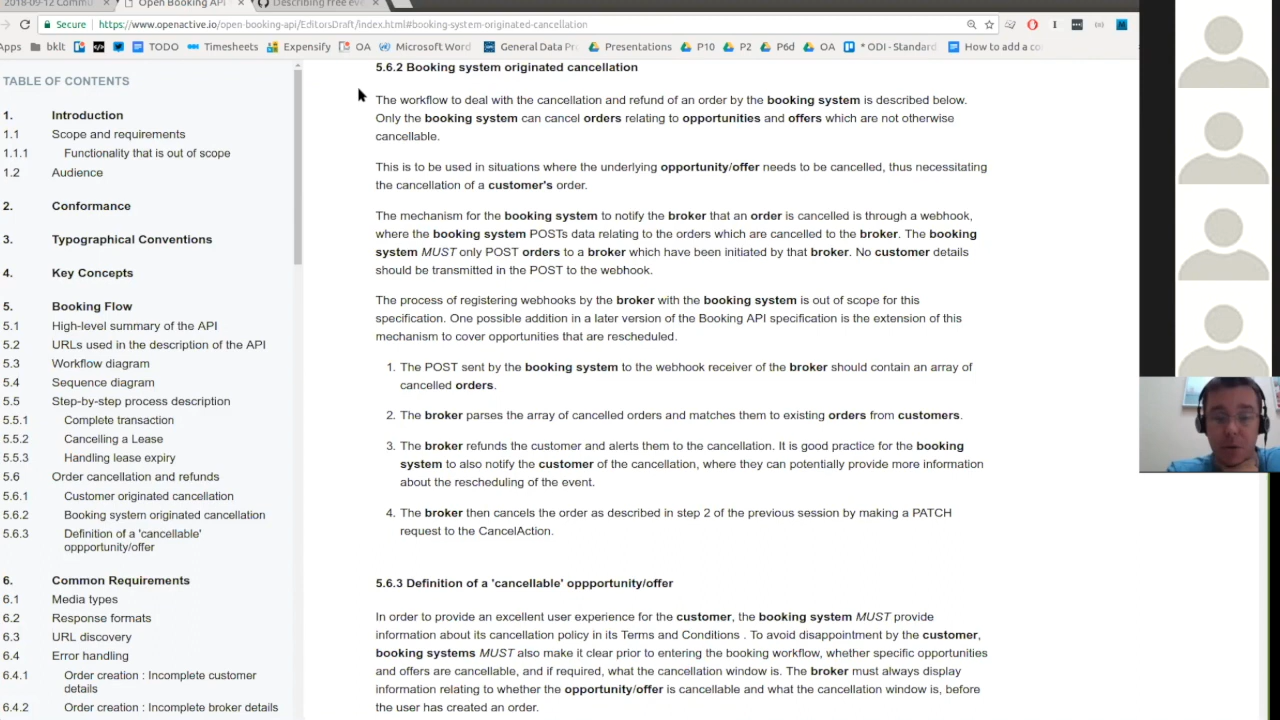 2018-09-12 Commu
Open Booking API
Describing free eve
Secure
https://www.openactive.io/open-booking-api/EditorsDraft/index.html#booking-system-originated-cancellation
Apps
bklt
TODO
Timesheets
Expensify
OA
Microsoft Word
General Data Pr
Presentations
P10
P2
P6d
OA
* ODI - Standard
How to add a co
TABLE OF CONTENTS
1. Introduction
1.1 Scope and requirements
1.1.1 Functionality that is out of scope
1.2 Audience
2. Conformance
3. Typographical Conventions
4. Key Concepts
5. Booking Flow
5.1 High-level summary of the API
5.2 URLs used in the description of the API
5.3 Workflow diagram
5.4 Sequence diagram
5.5 Step-by-step process description
5.5.1 Complete transaction
5.5.2 Cancelling a Lease
5.5.3 Handling lease expiry
5.6 Order cancellation and refunds
5.6.1 Customer originated cancellation
5.6.2 Booking system originated cancellation
5.6.3 Definition of a 'cancellable'
oppportunity/offer
6. Common Requirements
6.1 Media types
6.2 Response formats
6.3 URL discovery
6.4 Error handling
6.4.1 Order creation : Incomplete customer
details
6.4.2 Order creation : Incomplete broker details
5.6.2 Booking system originated cancellation
The workflow to deal with the cancellation and refund of an order by the booking system is described below.
Only the booking system can cancel orders relating to opportunities and offers which are not otherwise
cancellable.
This is to be used in situations where the underlying opportunity/offer needs to be cancelled, thus necessitating
the cancellation of a customer's order.
The mechanism for the booking system to notify the broker that an order is cancelled is through a webhook,
where the booking system POSTs data relating to the orders which are cancelled to the broker. The booking
system MUST only POST orders to a broker which have been initiated by that broker. No customer details
should be transmitted in the POST to the webhook.
The process of registering webhooks by the broker with the booking system is out of scope for this
specification. One possible addition in a later version of the Booking API specification is the extension of this
mechanism to cover opportunities that are rescheduled.
1. The POST sent by the booking system to the webhook receiver of the broker should contain an array of
cancelled orders.
2. The broker parses the array of cancelled orders and matches them to existing orders from customers.
3. The broker refunds the customer and alerts them to the cancellation. It is good practice for the booking
system to also notify the customer of the cancellation, where they can potentially provide more information
about the rescheduling of the event.
4. The broker then cancels the order as described in step 2 of the previous session by making a PATCH
request to the CancelAction.
5.6.3 Definition of a 'cancellable' oppportunity/offer
In order to provide an excellent user experience for the customer, the booking system MUST provide
information about its cancellation policy in its Terms and Conditions . To avoid disappointment by the customer,
booking systems MUST also make it clear prior to entering the booking workflow, whether specific opportunities
and offers are cancellable, and if required, what the cancellation window is. The broker must always display
information relating to whether the opportunity/offer is cancellable and what the cancellation window is, before
the user has created an order.